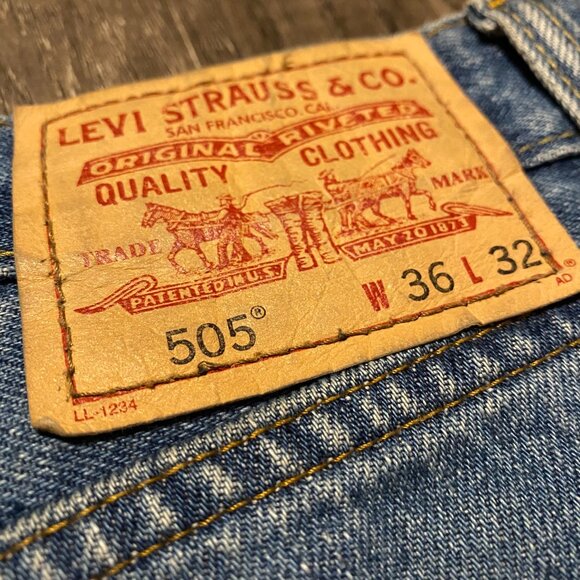 LEVI STRAUSS & CO.
SAN FRANCISCO, CAL.
ORIGINAL RIVETED
QUALITY CLOTHING
TRADE MARK
PATENTED IN U.S. MAY 20 1873
505® W 36 L 32
LL-1234 AD®